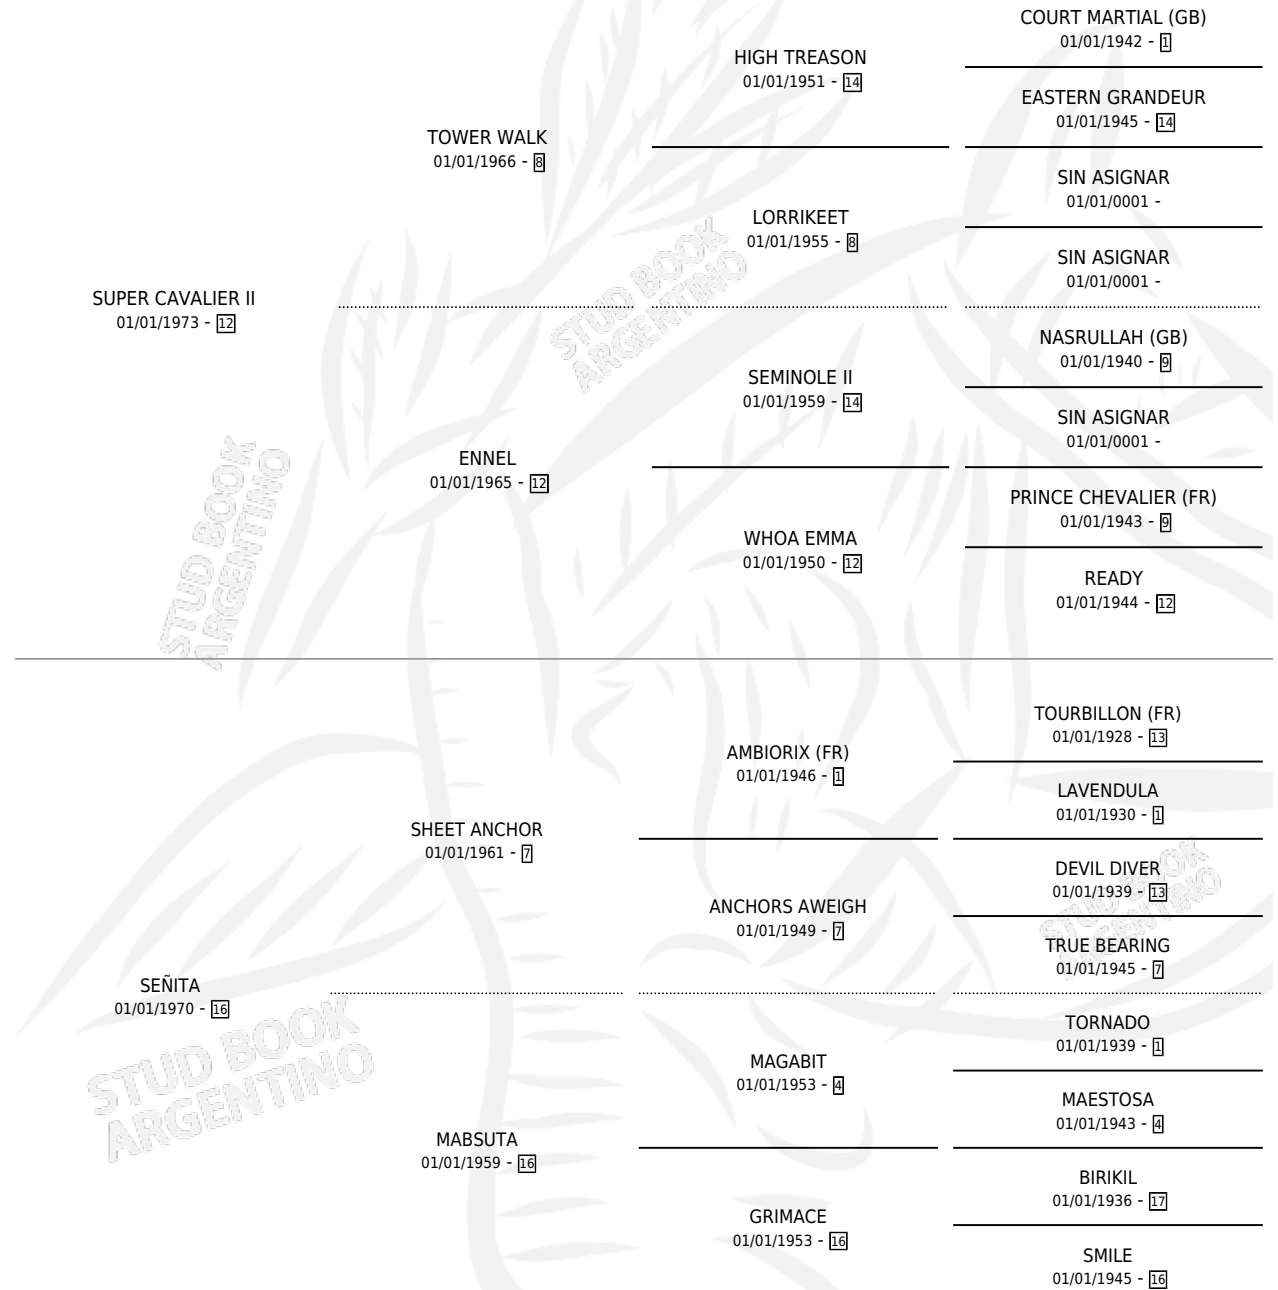 COURT MARTIAL (GB)
01/01/1942 - 1
HIGH TREASON
01/01/1951 - 14
EASTERN GRANDEUR
01/01/1945 - 14
TOWER WALK
01/01/1966 - 8
SIN ASIGNAR
01/01/0001 -
LORRIKEET
01/01/1955 - 8
SIN ASIGNAR
01/01/0001 -
SUPER CAVALIER II
01/01/1973 - 12
NASRULLAH (GB)
01/01/1940 - 9
SEMINOLE II
01/01/1959 - 14
SIN ASIGNAR
01/01/0001 -
ENNEL
01/01/1965 - 12
PRINCE CHEVALIER (FR)
01/01/1943 - 9
WHOA EMMA
01/01/1950 - 12
READY
01/01/1944 - 12
TOURBILLON (FR)
01/01/1928 - 13
AMBIORIX (FR)
01/01/1946 - 1
LAVENDULA
01/01/1930 - 1
SHEET ANCHOR
01/01/1961 - 7
DEVIL DIVER
01/01/1939 - 13
ANCHORS AWEIGH
01/01/1949 - 7
TRUE BEARING
01/01/1945 - 7
SEÑITA
01/01/1970 - 16
TORNADO
01/01/1939 - 1
MAGABIT
01/01/1953 - 4
MAESTOSA
01/01/1943 - 4
MABSUTA
01/01/1959 - 16
BIRIKIL
01/01/1936 - 17
GRIMACE
01/01/1953 - 16
SMILE
01/01/1945 - 16
STUD BOOK
ARGENTINO
STUD BOOK
ARGENTINO
STUD BOOK
ARGENTINO
STUD BOOK
ARGENTINO